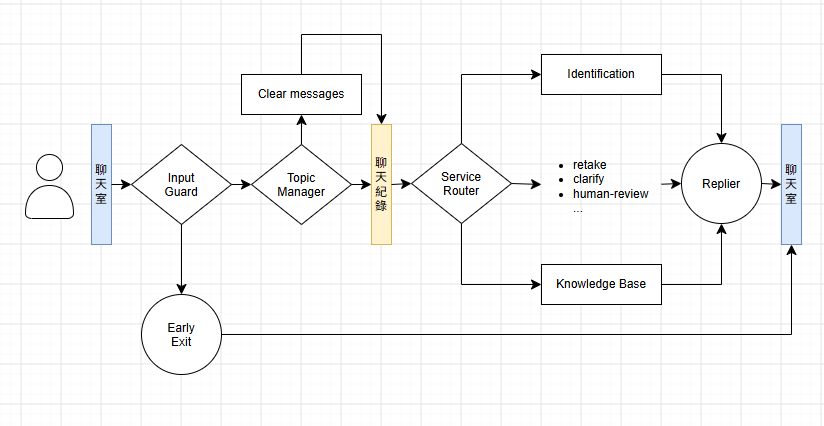 聊天室
Input
Guard
Clear messages
Topic
Manager
聊天紀錄
Service
Router
Identification
retake
clarify
human-review
...
Knowledge Base
Replier
聊天室
Early
Exit